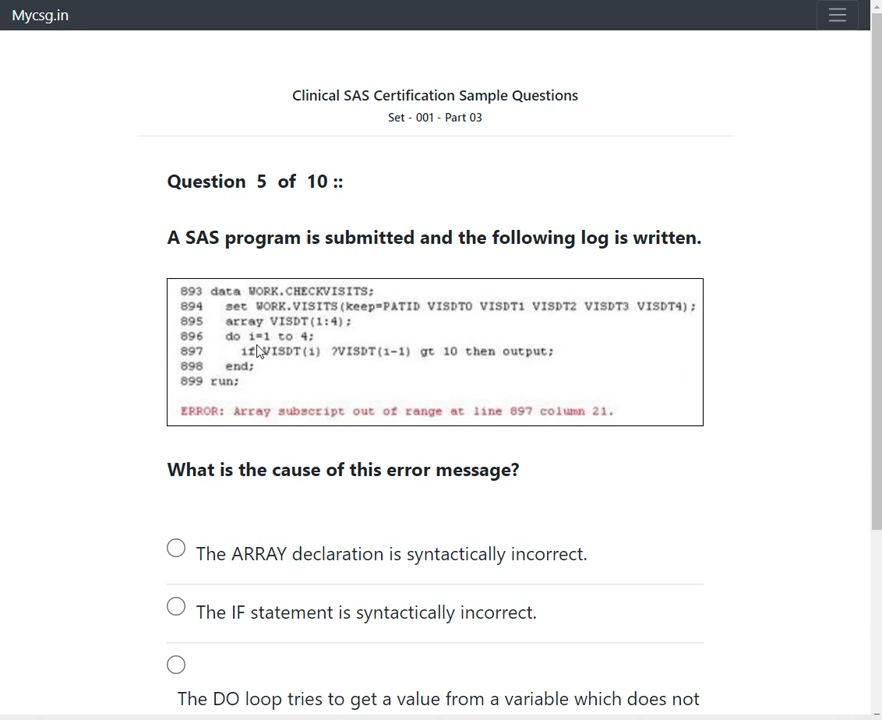 Mycsg.in
Clinical SAS Certification Sample Questions
Set - 001 - Part 03
Question 5 of 10 ::
A SAS program is submitted and the following log is written.
893 data WORK.CHECKVISITS;
894 set WORK.VISITS(keep=PATID VISDT0 VISDT1 VISDT2 VISDT3 VISDT4);
895 array VISDT(1:4);
896 do i=1 to 4;
897 if VISDT(i) ?VISDT(i-1) gt 10 then output;
898 end;
899 run;
ERROR: Array subscript out of range at line 897 column 21.
What is the cause of this error message?
The ARRAY declaration is syntactically incorrect.
The IF statement is syntactically incorrect.
The DO loop tries to get a value from a variable which does not